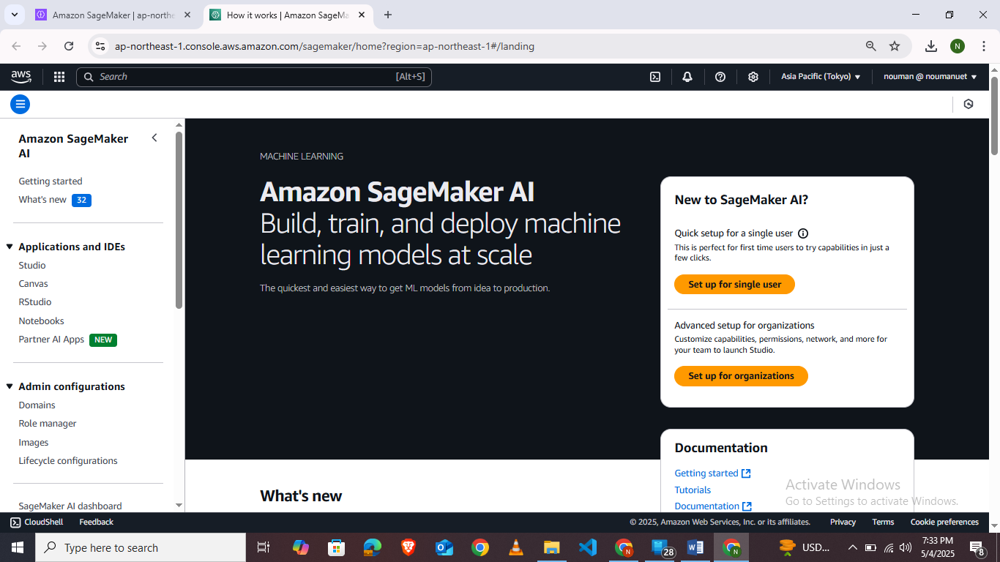 Amazon SageMaker | ap-northe
How it works | Amazon SageMa
ap-northeast-1.console.aws.amazon.com/sagemaker/home?region=ap-northeast-1#/landing
N
aws
Search
[Alt+S]
Asia Pacific (Tokyo)
nouman @ noumanuet
Amazon SageMaker
AI
Getting started
What's new 32
Applications and IDEs
Studio
Canvas
RStudio
Notebooks
Partner AI Apps NEW
Admin configurations
Domains
Role manager
Images
Lifecycle configurations
SageMaker AI dashboard
MACHINE LEARNING
Amazon SageMaker AI
Build, train, and deploy machine
learning models at scale
The quickest and easiest way to get ML models from idea to production.
New to SageMaker AI?
Quick setup for a single user
This is perfect for first time users to try capabilities in just a
few clicks.
Set up for single user
Advanced setup for organizations
Customize capabilities, permissions, network, and more for
your team to launch Studio.
Set up for organizations
Documentation
Getting started
Tutorials
Documentation
What's new
Activate Windows
Go to Settings to activate Windows.
CloudShell
Feedback
© 2025, Amazon Web Services, Inc. or its affiliates.
Privacy
Terms
Cookie preferences
Type here to search
N
28
N
USD...
7:33 PM
5/4/2025
8